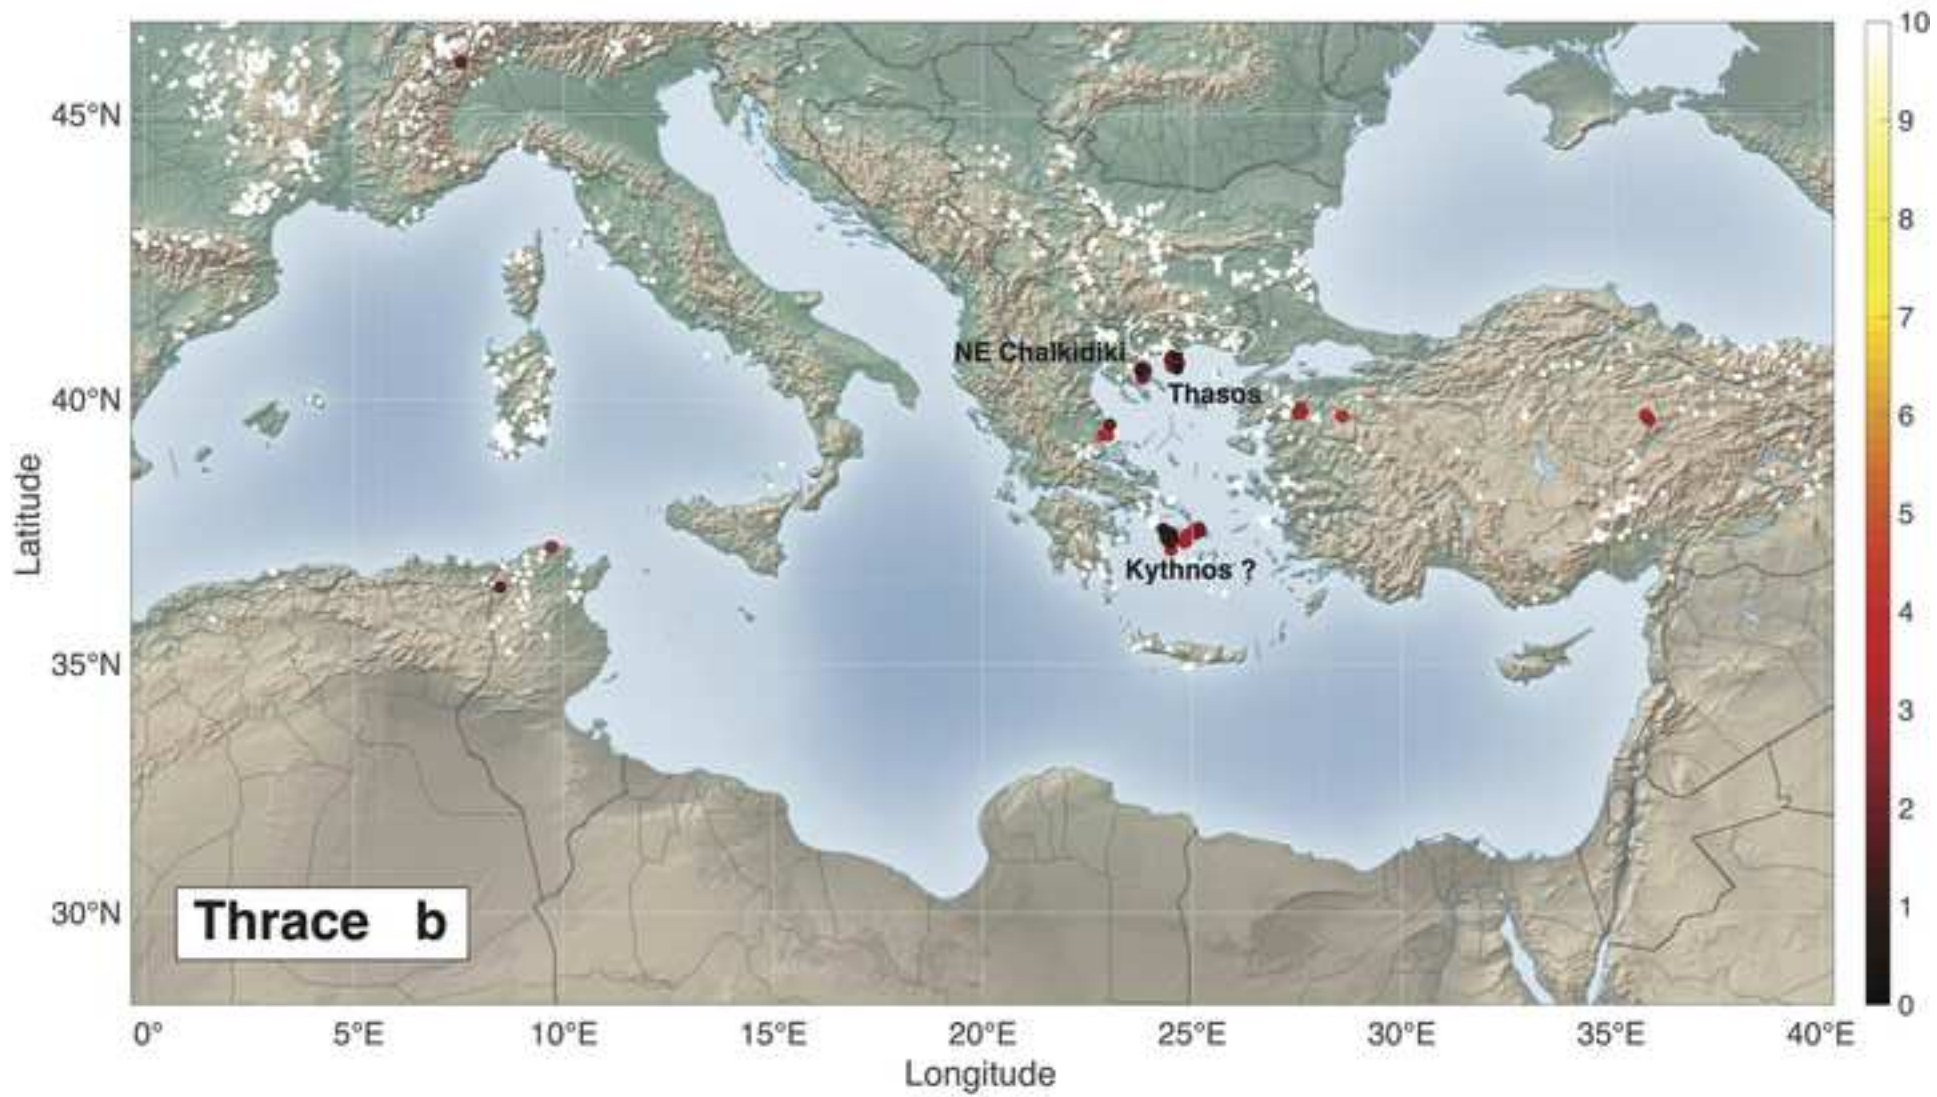 10
9
8
7
6
5
4
3
2
1
0
45°N
40°N
35°N
30°N
Latitude
NE Chalkidiki
Thasos
Kythnos ?
Thrace b
0°
5°E
10°E
15°E
20°E
25°E
30°E
35°E
40°E
Longitude